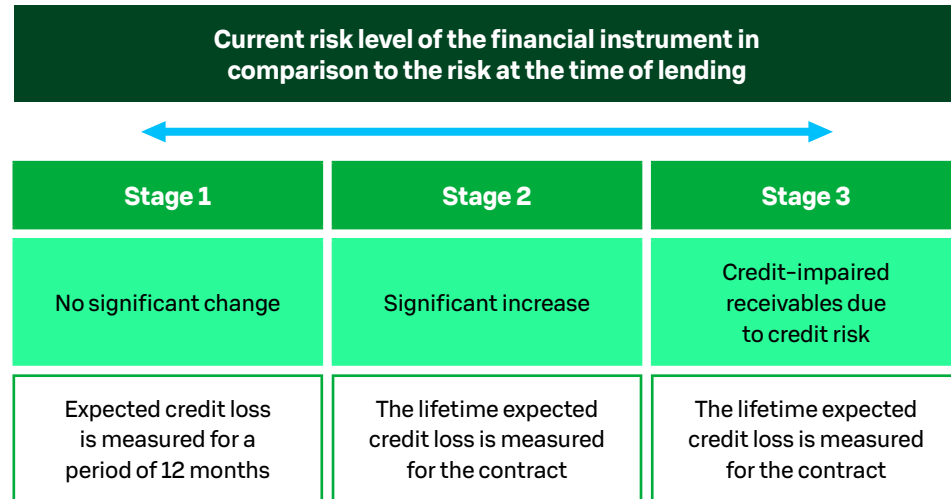 Current risk level of the financial instrument in
comparison to the risk at the time of lending
Stage 1
Stage 2
Stage 3
No significant change
Significant increase
Credit-impaired
receivables due
to credit risk
Expected credit loss
is measured for a
period of 12 months
The lifetime expected
credit loss is measured
for the contract
The lifetime expected
credit loss is measured
for the contract